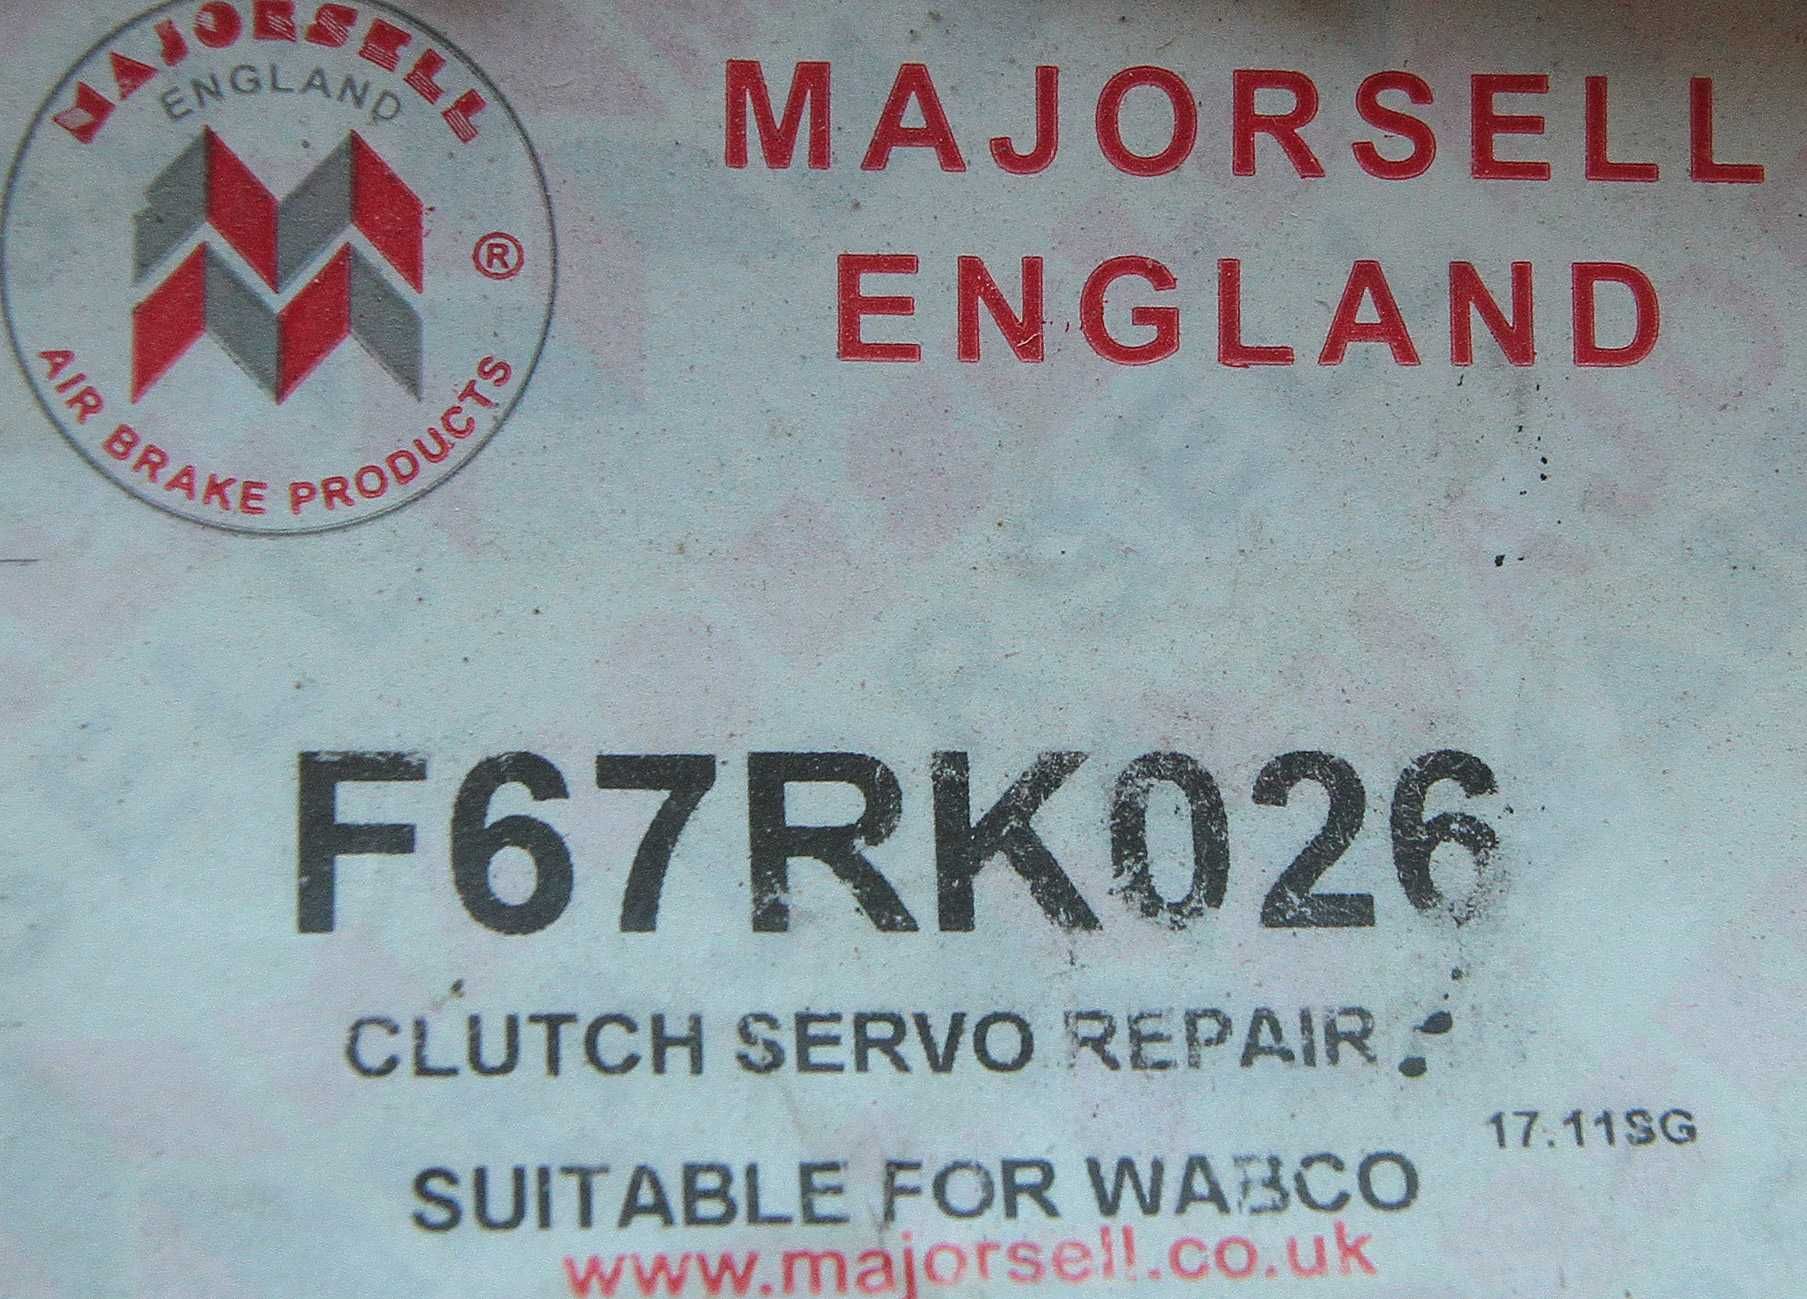 MAJORSELL
ENGLAND
®
AIR BRAKE PRODUCTS
MAJORSELL
ENGLAND
F67RK026
CLUTCH SERVO REPAIR
17.11SG
SUITABLE FOR WABCO
www.majorsell.co.uk